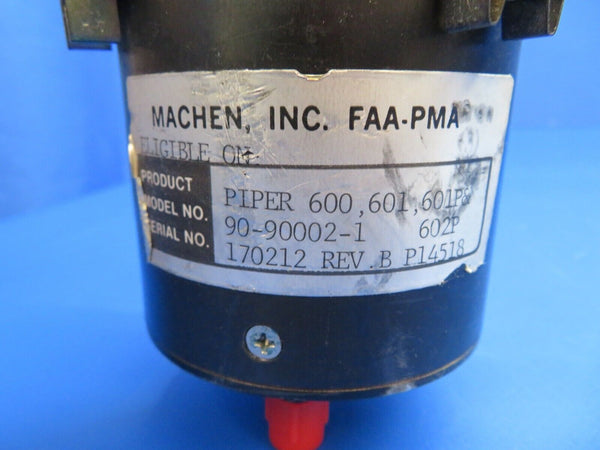 MACHEN, INC. FAA-PMA
ELIGIBLE ON
PRODUCT
MODEL NO.
SERIAL NO.
PIPER 600,601,601P&
90-90002-1 602P
170212 REV.B P14518